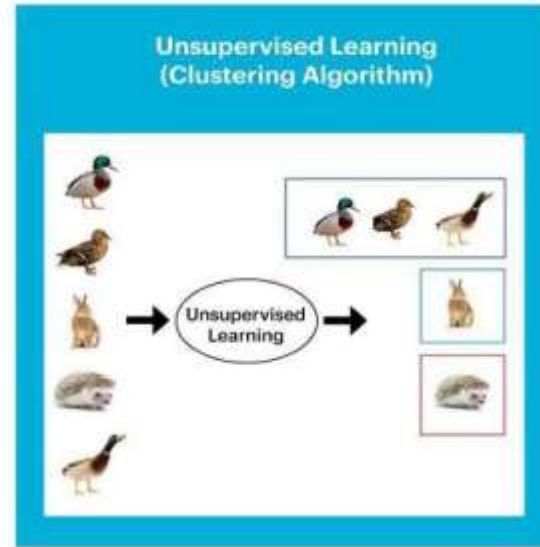 Unsupervised Learning
(Clustering Algorithm)
Unsupervised
Learning